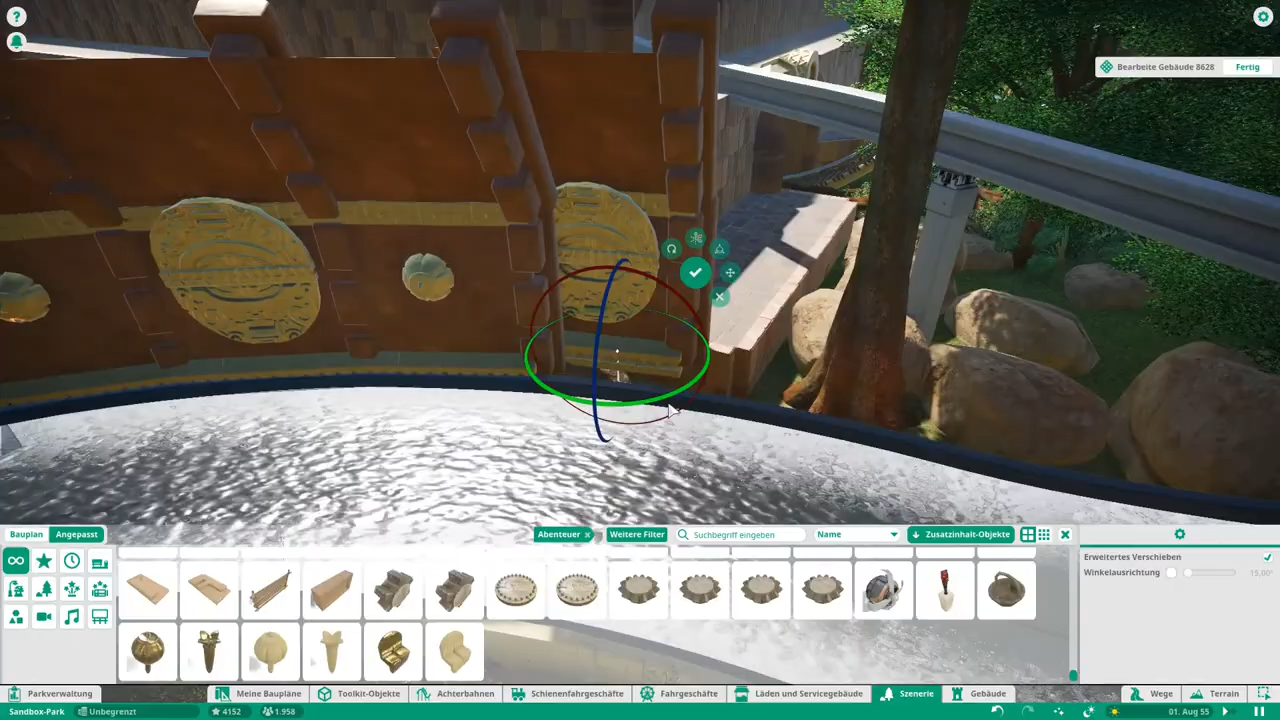 ?
Bearbeite Gebäude 8628 Fertig
Bauplan Angepasst
Abenteuer × Weitere Filter Suchbegriff eingeben Name Zusatzinhalt-Objekte
Erweitertes Verschieben
Winkelausrichtung 15,00°
Parkverwaltung Meine Baupläne Toolkit-Objekte Achterbahnen Schienenfahrgeschäfte Fahrgeschäfte Läden und Servicegebäude Szenerie Gebäude Wege Terrain
Sandbox-Park Unbegrenzt 4152 1.958 01. Aug 55